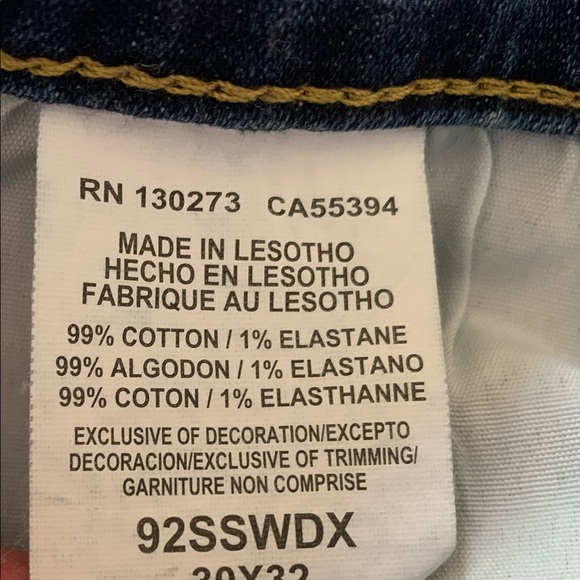 RN 130273 CA55394
MADE IN LESOTHO
HECHO EN LESOTHO
FABRIQUE AU LESOTHO
99% COTTON / 1% ELASTANE
99% ALGODON / 1% ELASTANO
99% COTON / 1% ELASTHANNE
EXCLUSIVE OF DECORATION/EXCEPTO
DECORACION/EXCLUSIVE OF TRIMMING/
GARNITURE NON COMPRISE
92SSWDX